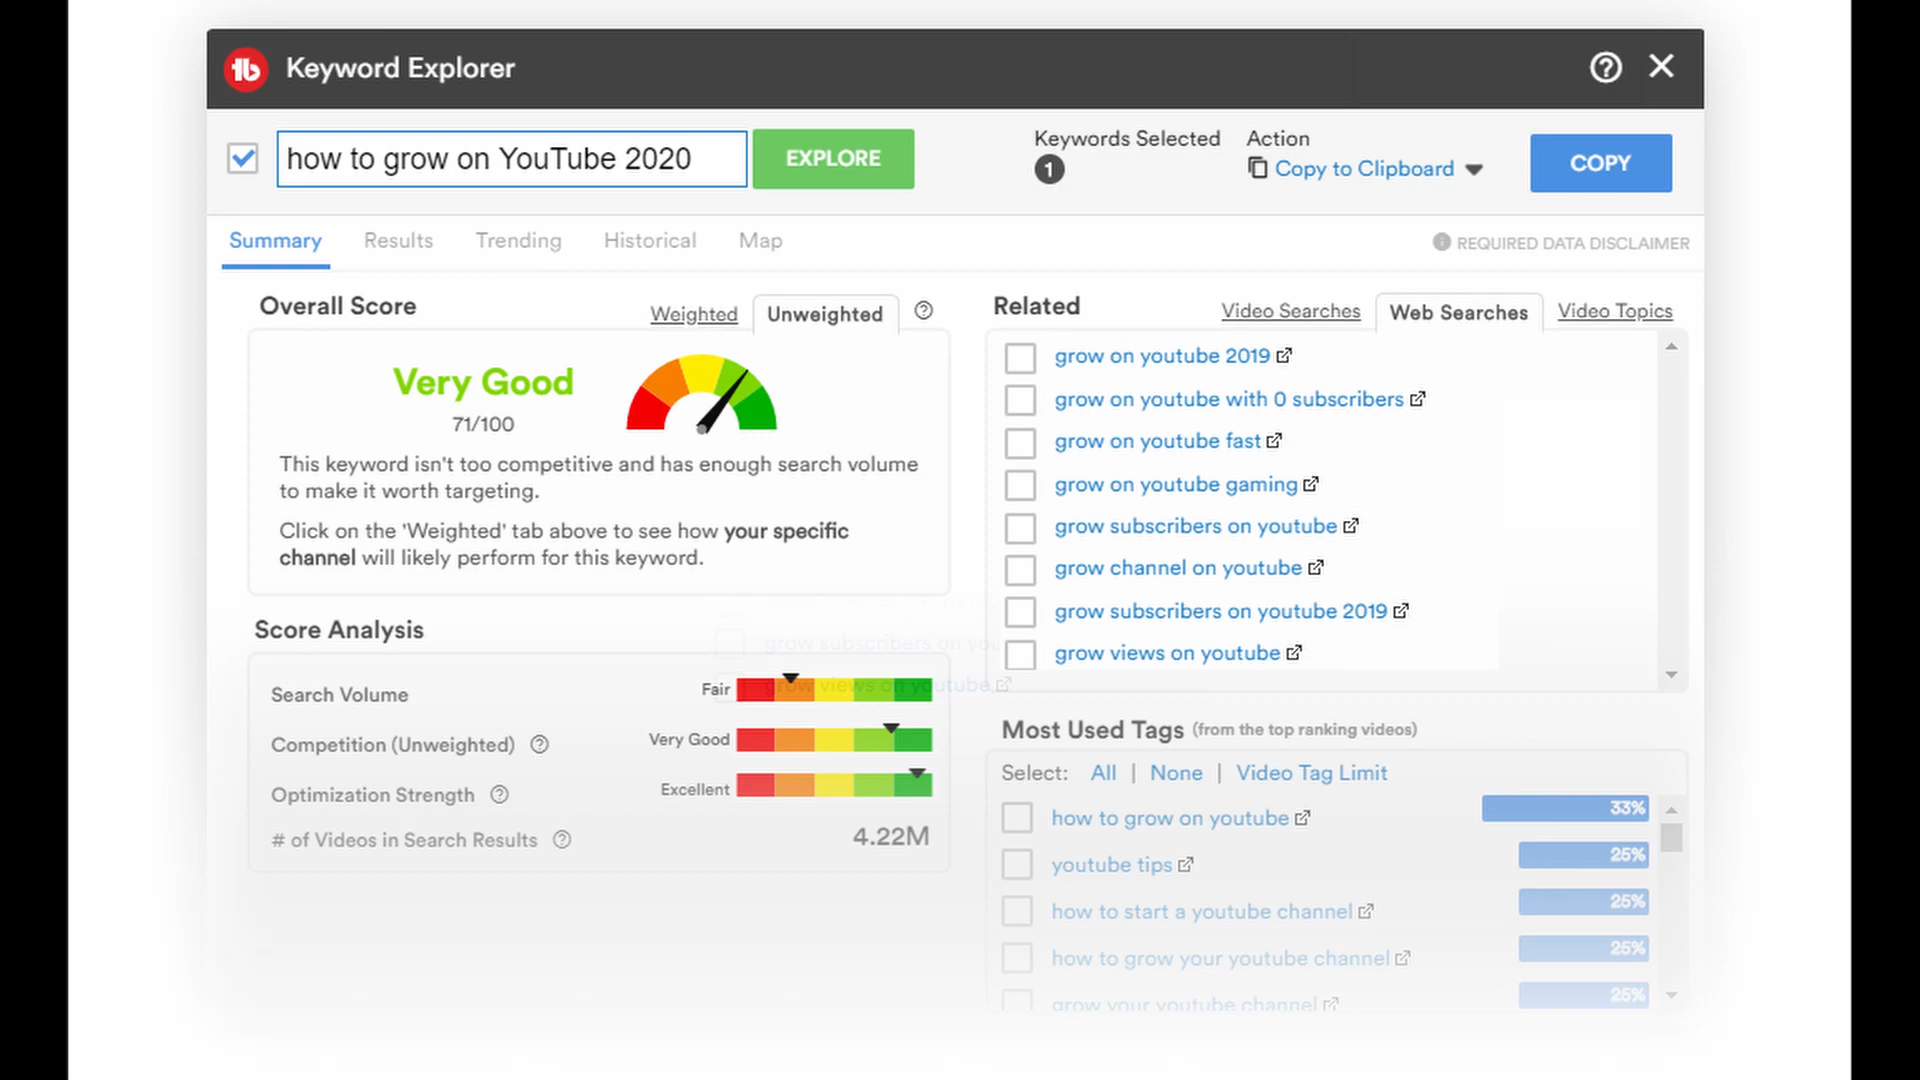 Keyword Explorer
how to grow on YouTube 2020
EXPLORE
Keywords Selected
1
Action
Copy to Clipboard
COPY
Summary
Results
Trending
Historical
Map
REQUIRED DATA DISCLAIMER
Overall Score
Weighted
Unweighted
Very Good
71/100
This keyword isn't too competitive and has enough search volume
to make it worth targeting.
Click on the 'Weighted' tab above to see how your specific
channel will likely perform for this keyword.
Score Analysis
Search Volume
Fair
Competition (Unweighted)
Very Good
Optimization Strength
Excellent
# of Videos in Search Results
4.22M
grow subscribers on you
grow views on youtube
Related
Video Searches
Web Searches
Video Topics
grow on youtube 2019
grow on youtube with 0 subscribers
grow on youtube fast
grow on youtube gaming
grow subscribers on youtube
grow channel on youtube
grow subscribers on youtube 2019
grow views on youtube
Most Used Tags (from the top ranking videos)
Select: All | None | Video Tag Limit
how to grow on youtube 33%
youtube tips 25%
how to start a youtube channel 25%
how to grow your youtube channel 25%
grow your youtube channel 25%